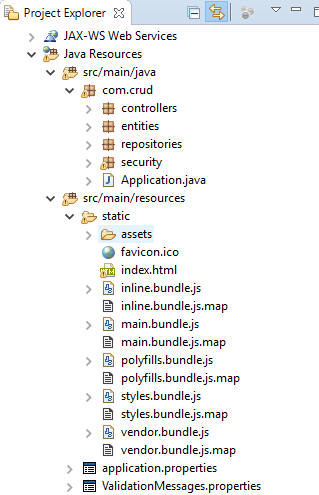 Project Explorer
JAX-WS Web Services
Java Resources
src/main/java
com.crud
controllers
entities
repositories
security
Application.java
src/main/resources
static
assets
favicon.ico
index.html
inline.bundle.js
inline.bundle.js.map
main.bundle.js
main.bundle.js.map
polyfills.bundle.js
polyfills.bundle.js.map
styles.bundle.js
styles.bundle.js.map
vendor.bundle.js
vendor.bundle.js.map
application.properties
ValidationMessages.properties